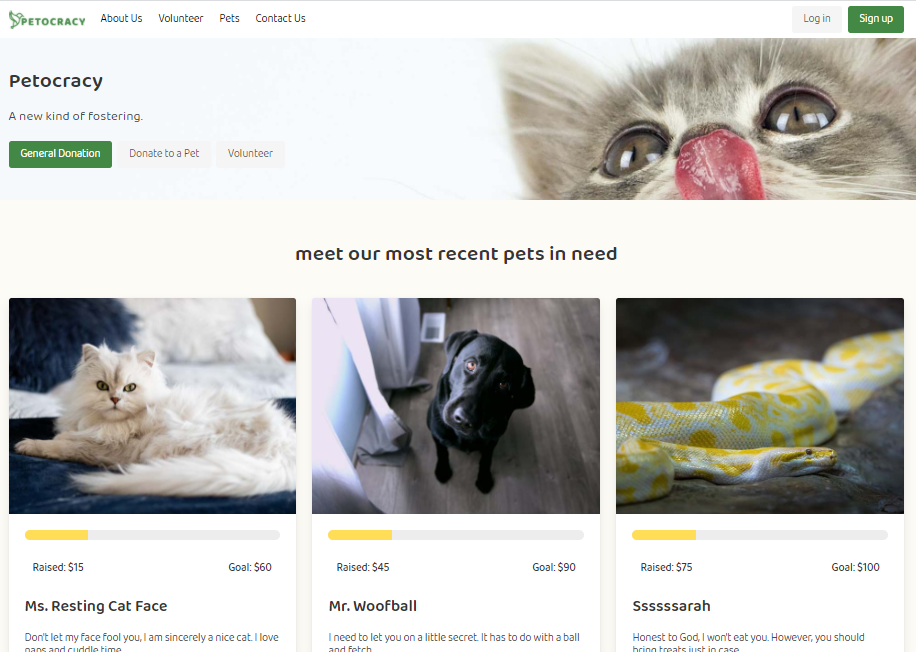 PETOCRACY About Us Volunteer Pets Contact Us Log in Sign up
Petocracy
A new kind of fostering.
General Donation Donate to a Pet Volunteer
meet our most recent pets in need
Raised: $15 Goal: $60
Raised: $45 Goal: $90
Raised: $75 Goal: $100
Ms. Resting Cat Face
Don't let my face fool you, I am sincerely a nice cat. I love
naps and cuddle time.
Mr. Woofball
I need to let you on a little secret. It has to do with a ball
and fetch.
Ssssssarah
Honest to God, I won't eat you. However, you should
bring treats just in case.